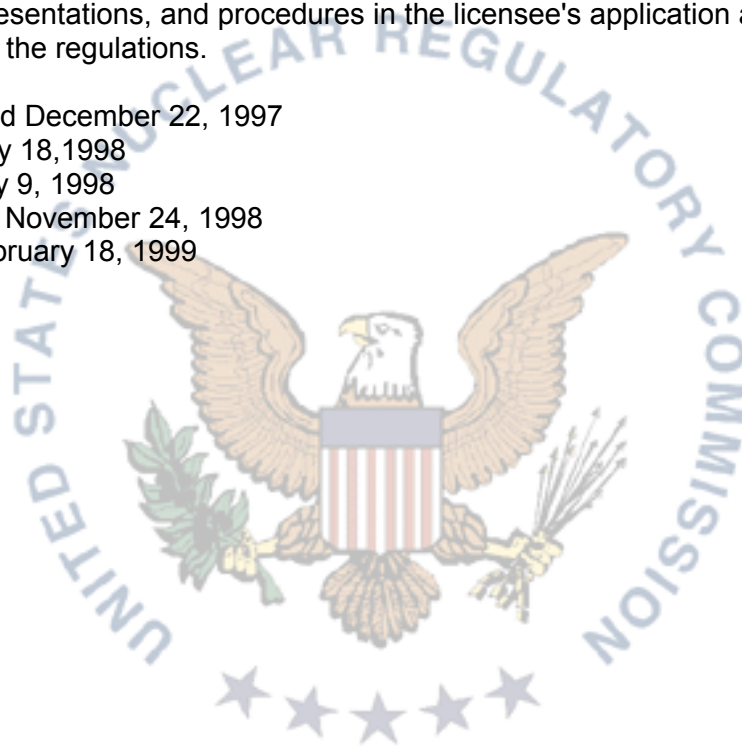 esentations, and procedures in the licensee's application a
the regulations.
d December 22, 1997
y 18,1998
y 9, 1998
November 24, 1998
bruary 18, 1999
UNITED STATES NUCLEAR REGULATORY COMMISSION